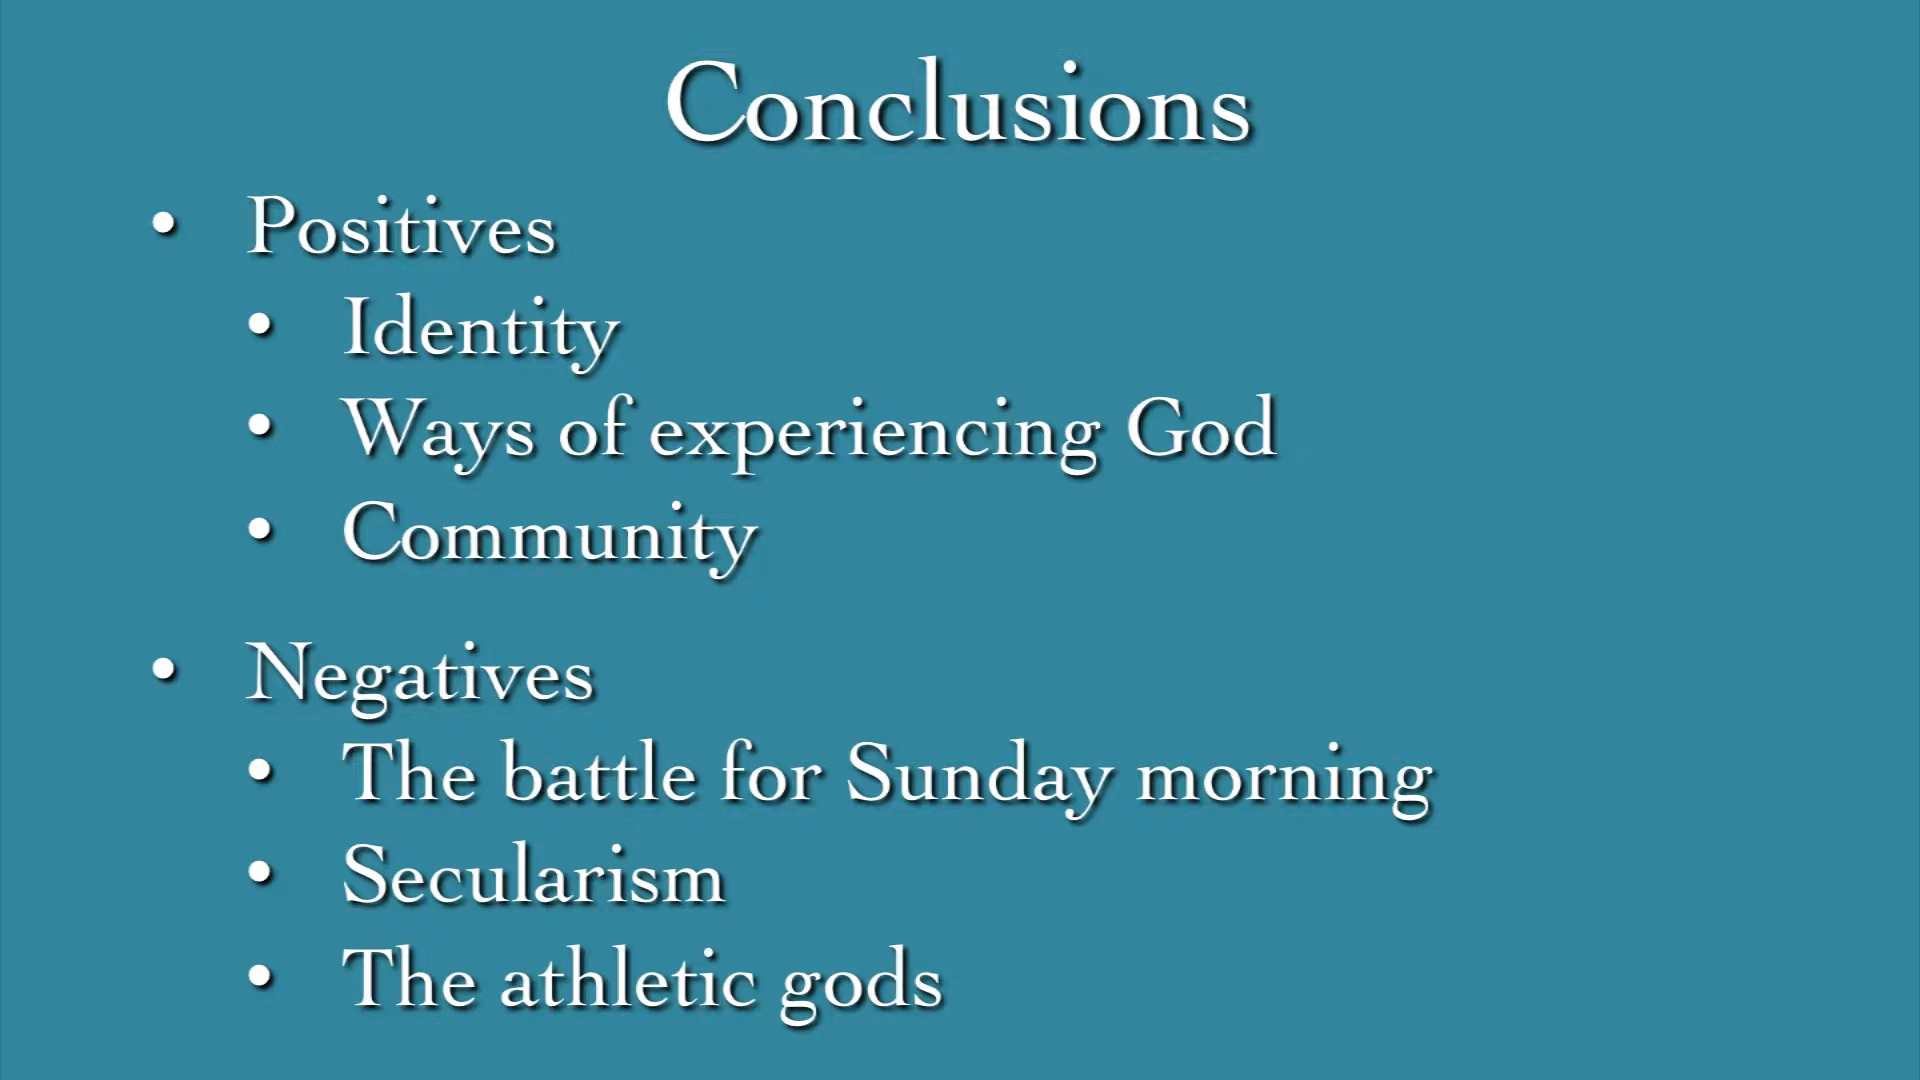 Conclusions
• Positives
• Identity
• Ways of experiencing God
• Community
• Negatives
• The battle for Sunday morning
• Secularism
• The athletic gods